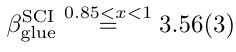 β_glue^SCI 0.85<x<1= 3.56(3)